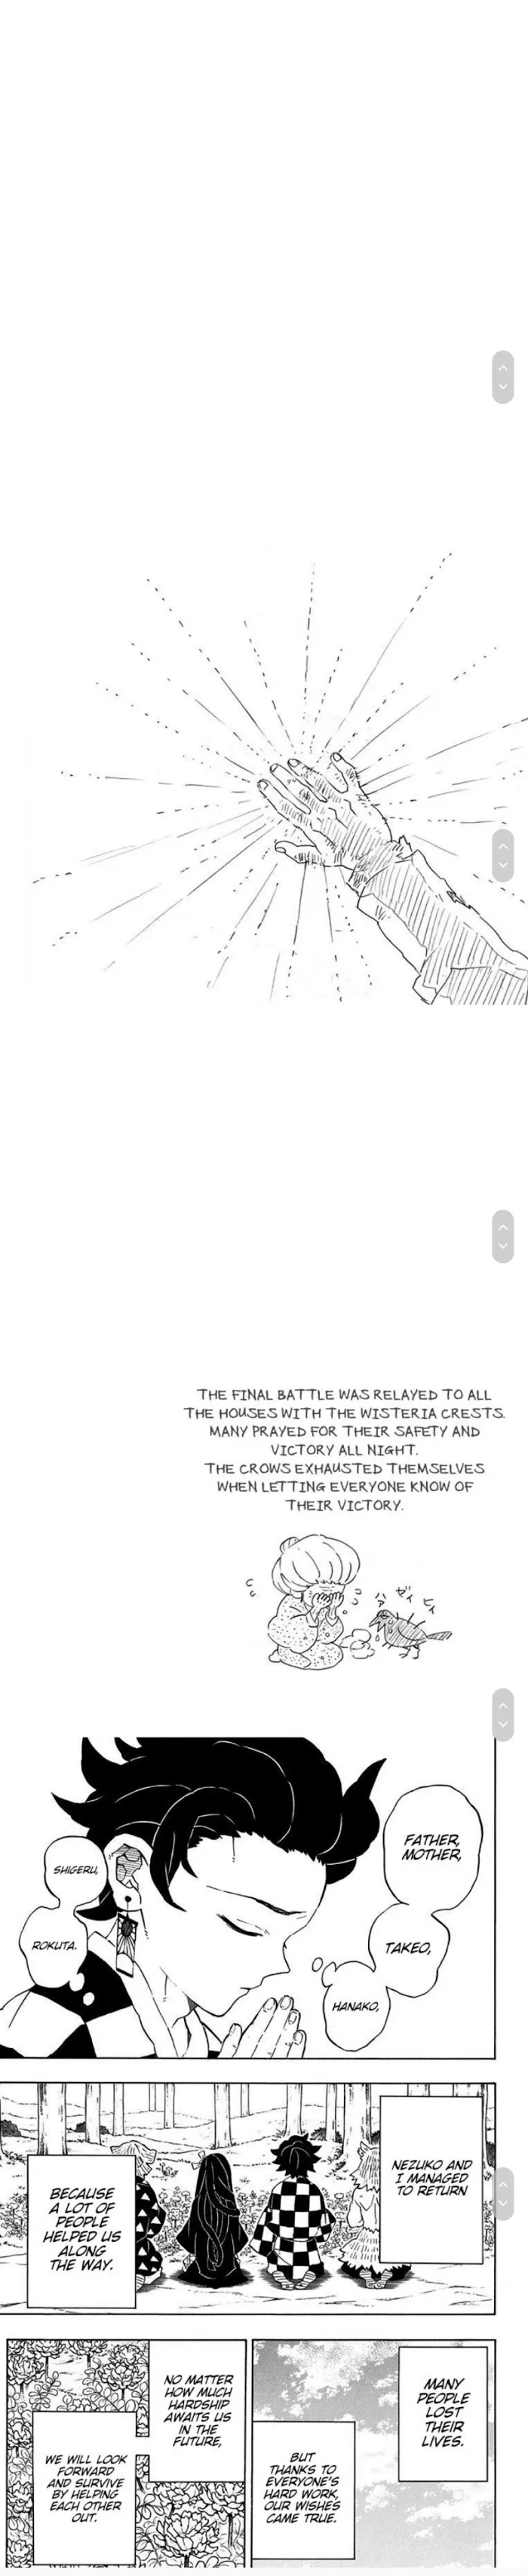 THE FINAL BATTLE WAS RELAYED TO ALL
THE HOUSES WITH THE WISTERIA CRESTS.
MANY PRAYED FOR THEIR SAFETY AND
VICTORY ALL NIGHT.
THE CROWS EXHAUSTED THEMSELVES
WHEN LETTING EVERYONE KNOW OF
THEIR VICTORY.
ハァ
ゼィ
ヒィ
FATHER,
MOTHER,
TAKEO,
HANAKO,
SHIGERU,
ROKUTA.
NEZUKO AND
I MANAGED
TO RETURN
BECAUSE
A LOT OF
PEOPLE
HELPED US
ALONG
THE WAY.
MANY
PEOPLE
LOST
THEIR
LIVES.
BUT
THANKS TO
EVERYONE'S
HARD WORK,
OUR WISHES
CAME TRUE.
NO MATTER
HOW MUCH
HARDSHIP
AWAITS US
IN THE
FUTURE,
WE WILL LOOK
FORWARD
AND SURVIVE
BY HELPING
EACH OTHER
OUT.